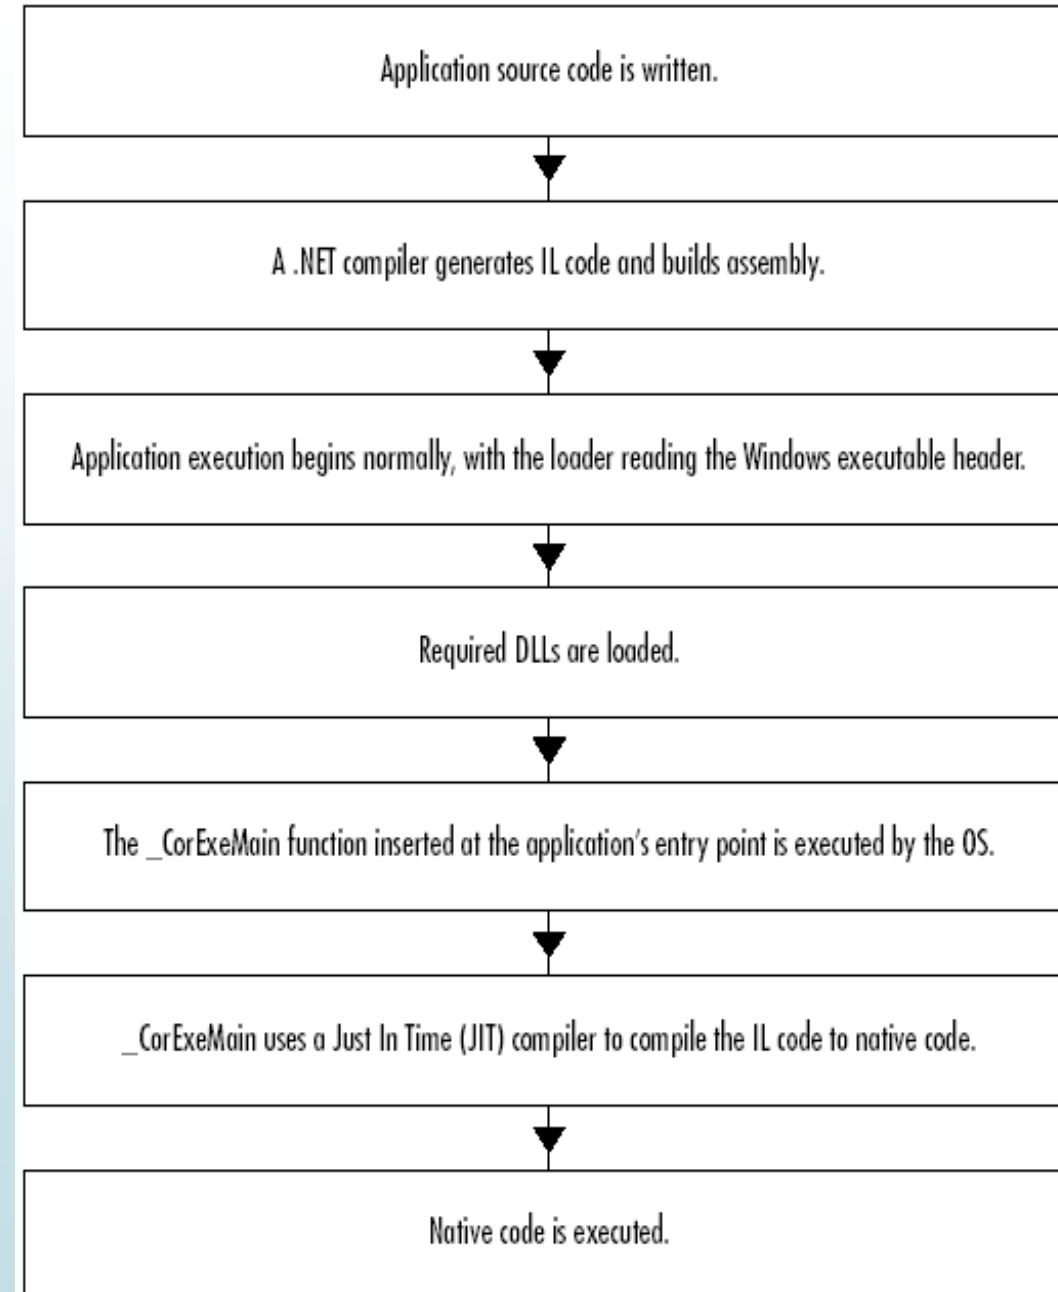 Application source code is written.
A .NET compiler generates IL code and builds assembly.
Application execution begins normally, with the loader reading the Windows executable header.
Required DLLs are loaded.
The _CorExeMain function inserted at the application’s entry point is executed by the OS.
_CorExeMain uses a Just In Time (JIT) compiler to compile the IL code to native code.
Native code is executed.